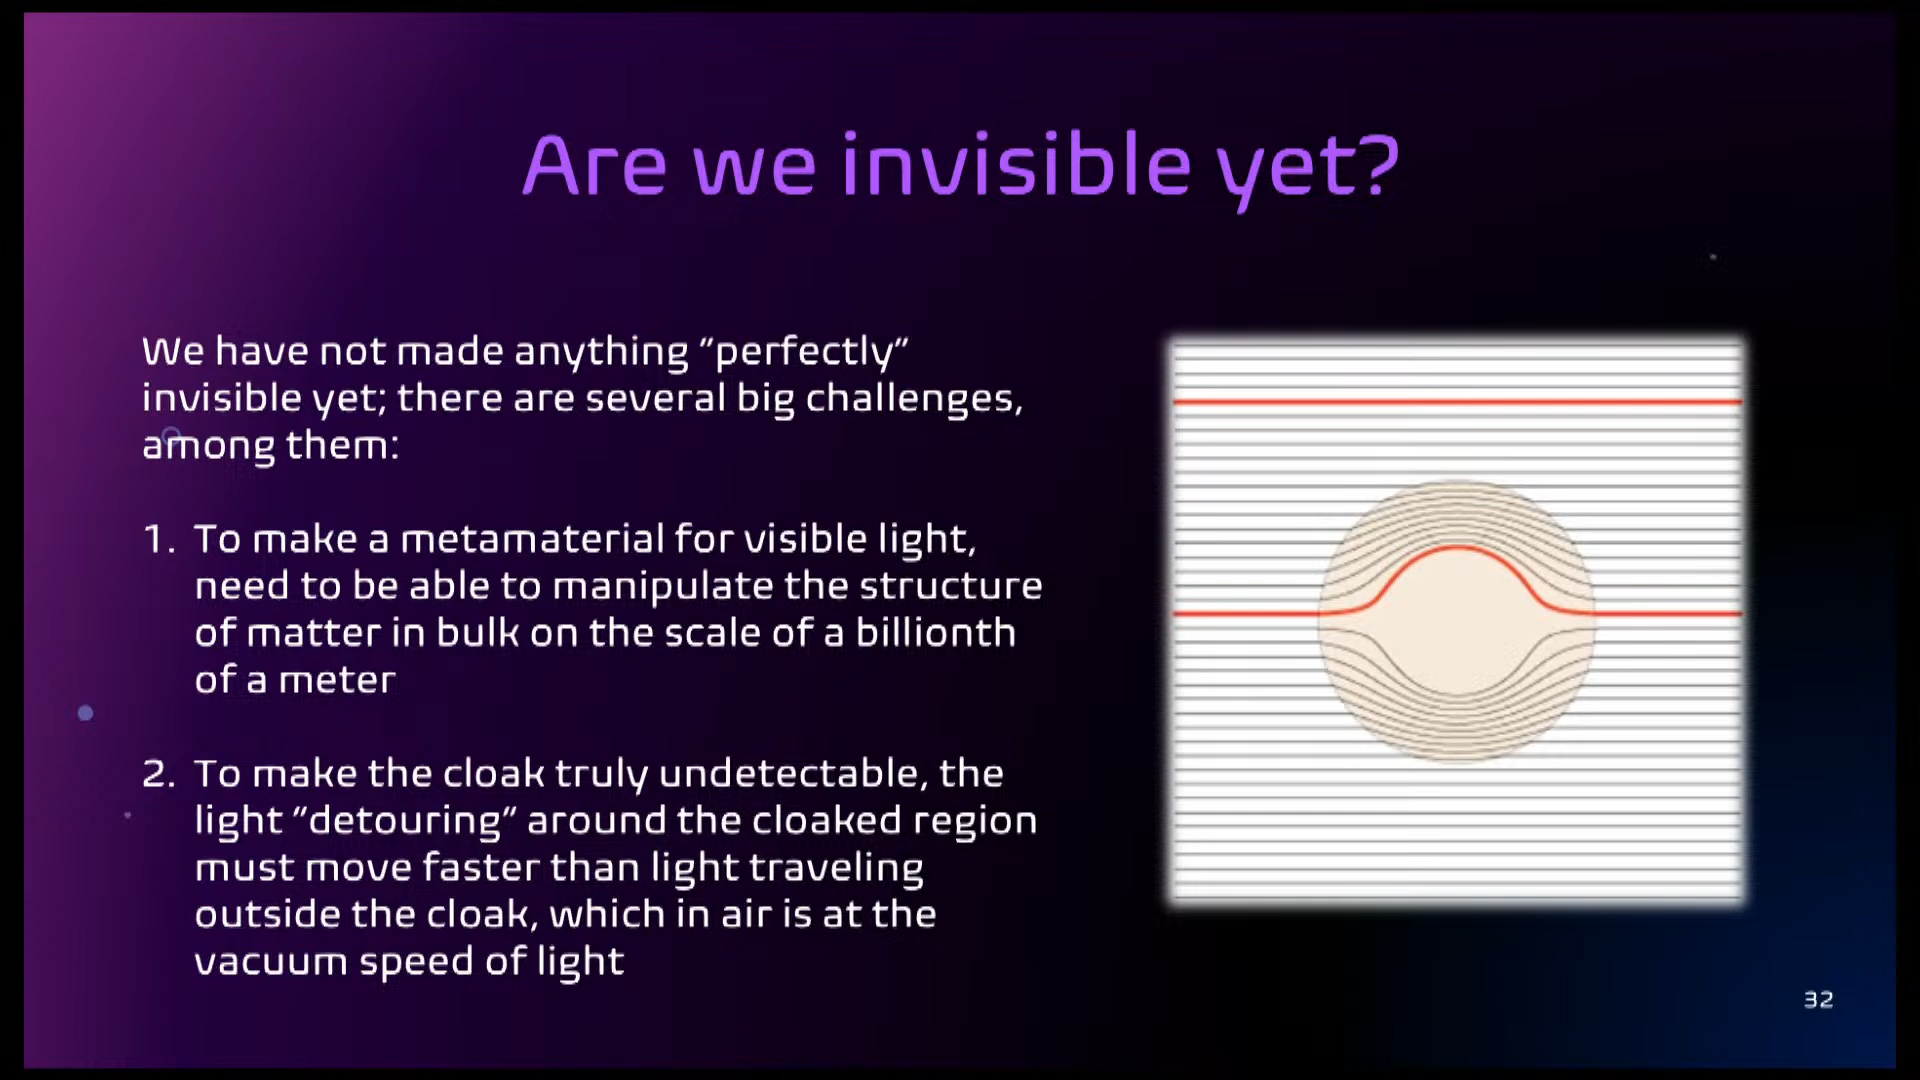 Are we invisible yet?
We have not made anything "perfectly"
invisible yet; there are several big challenges,
among them:
1. To make a metamaterial for visible light,
need to be able to manipulate the structure
of matter in bulk on the scale of a billionth
of a meter
2. To make the cloak truly undetectable, the
light "detouring" around the cloaked region
must move faster than light traveling
outside the cloak, which in air is at the
vacuum speed of light
32